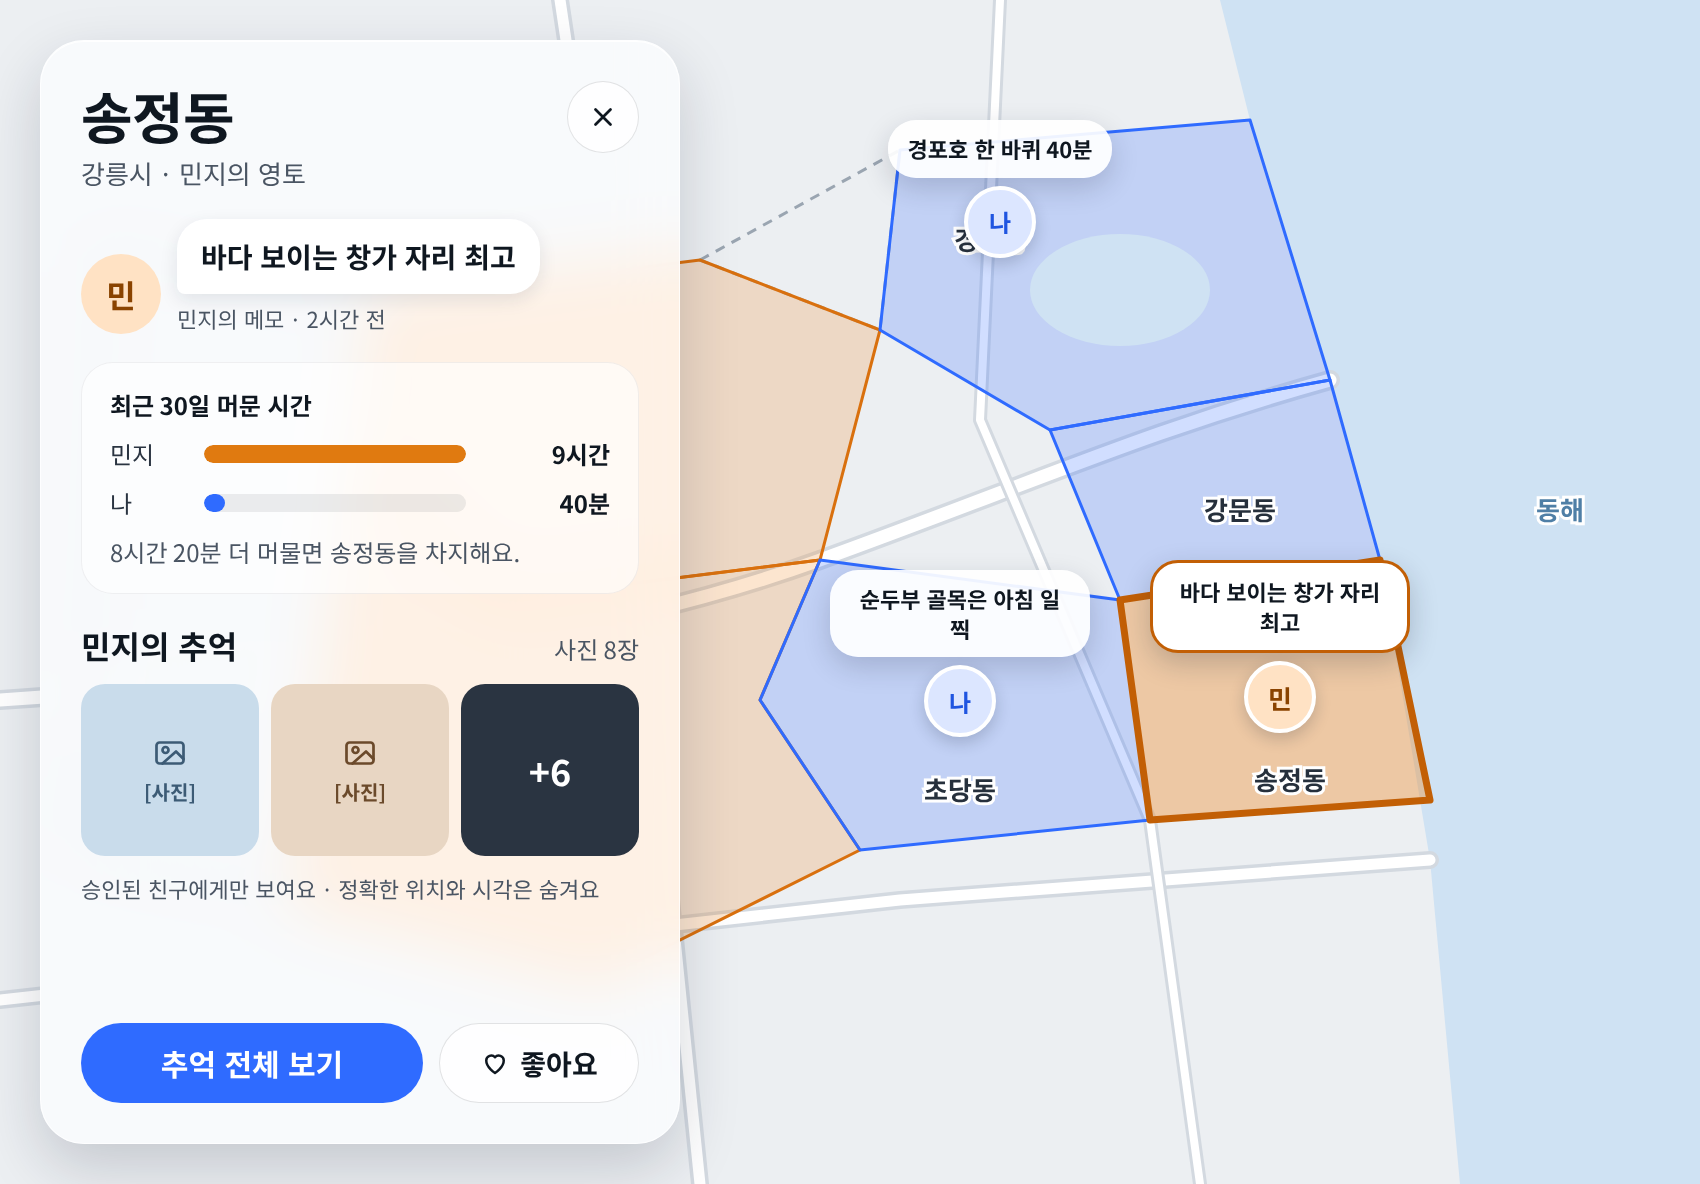 송정동
강릉시 · 민지의 영토
민
바다 보이는 창가 자리 최고
민지의 메모 · 2시간 전
최근 30일 머문 시간
민지 9시간
나 40분
8시간 20분 더 머물면 송정동을 차지해요.
민지의 추억 사진 8장
[사진] [사진] +6
승인된 친구에게만 보여요 · 정확한 위치와 시각은 숨겨요
추억 전체 보기 좋아요
경포호 한 바퀴 40분
나
강문동
동해
순두부 골목은 아침 일
찍
나
초당동
바다 보이는 창가 자리
최고
민
송정동